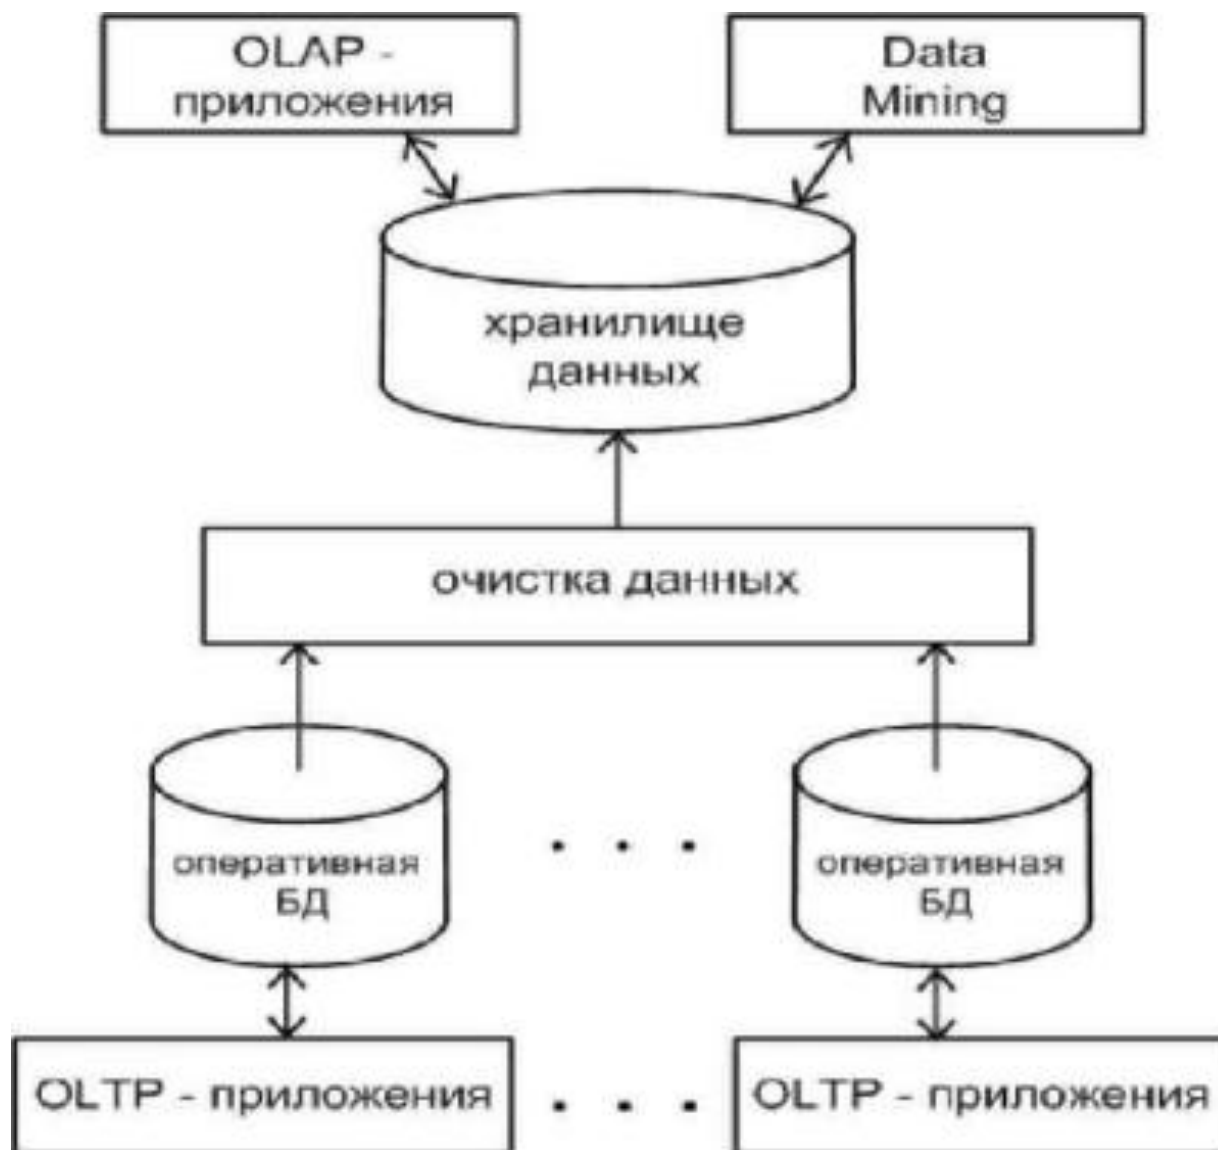 OLAP -
приложения
Data
Mining
хранилище
данных
очистка данных
оперативная
БД
оперативная
БД
OLTP - приложения
OLTP - приложения